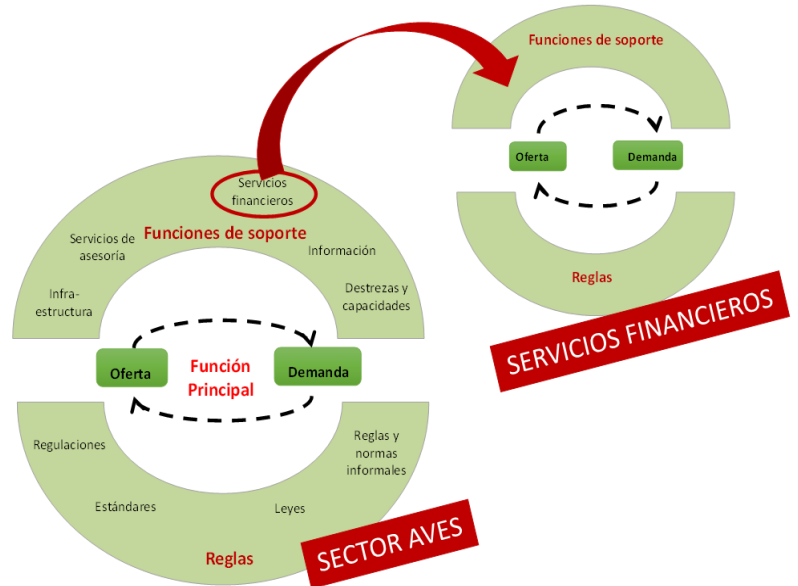 Funciones de soporte
Oferta
Demanda
Reglas
SERVICIOS FINANCIEROS
Servicios
financieros
Funciones de soporte
Servicios de
asesoría
Información
Infra-
estructura
Destrezas y
capacidades
Oferta
Función
Principal
Demanda
Regulaciones
Reglas y
normas
informales
Estándares
Leyes
Reglas
SECTOR AVES